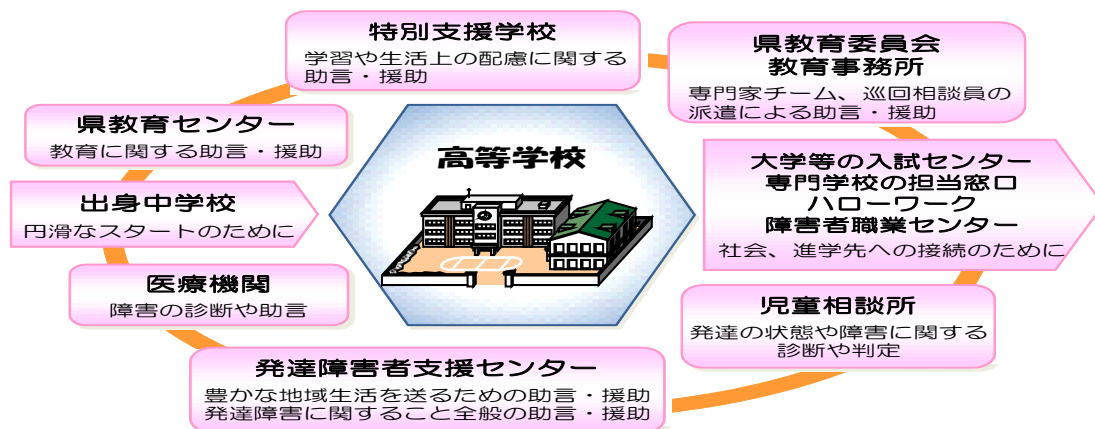 特別支援学校
学習や生活上の配慮に関する
助言・援助
県教育委員会
教育事務所
専門家チーム、巡回相談員の
派遣による助言・援助
県教育センター
教育に関する助言・援助
高等学校
大学等の入試センター
専門学校の担当窓口
ハローワーク
障害者職業センター
社会、進学先への接続のために
出身中学校
円滑なスタートのために
医療機関
障害の診断や助言
児童相談所
発達の状態や障害に関する
診断や判定
発達障害者支援センター
豊かな地域生活を送るための助言・援助
発達障害に関すること全般の助言・援助